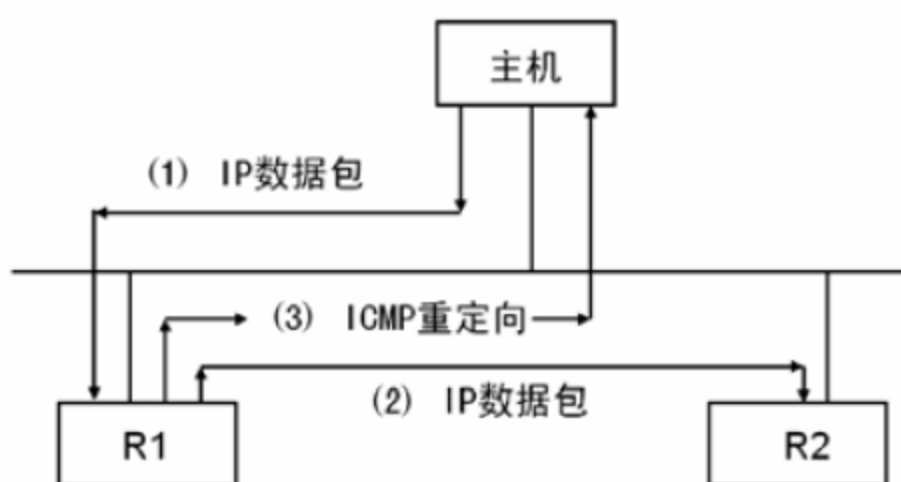 主机
(1) IP数据包
(3) ICMP重定向
(2) IP数据包
R1
R2